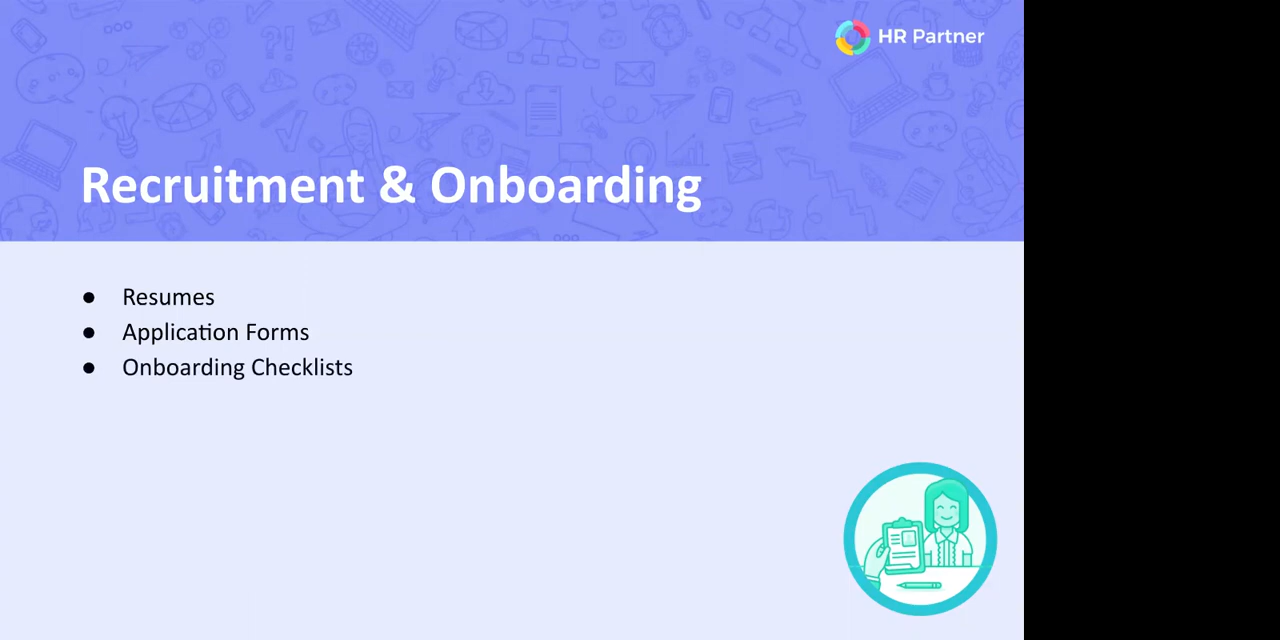 HR Partner
Recruitment & Onboarding
● Resumes
● Application Forms
● Onboarding Checklists